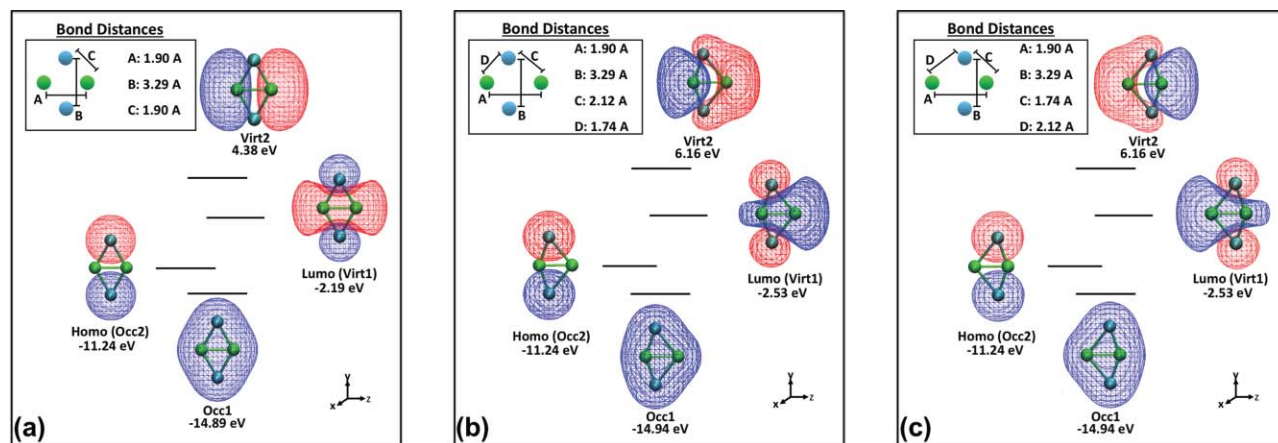 Bond Distances
D
C
A
B
A: 1.90 A
B: 3.29 A
C: 1.90 A
Virt2
4.38 eV
Lumo (Virt1)
-2.19 eV
Homo (Occ2)
-11.24 eV
Occ1
-14.89 eV
y
x
z
(a)
Bond Distances
D
C
A
B
A: 1.90 A
B: 3.29 A
C: 2.12 A
D: 1.74 A
Virt2
6.16 eV
Lumo (Virt1)
-2.53 eV
Homo (Occ2)
-11.24 eV
Occ1
-14.94 eV
y
x
z
(b)
Bond Distances
D
C
A
B
A: 1.90 A
B: 3.29 A
C: 1.74 A
D: 2.12 A
Virt2
6.16 eV
Lumo (Virt1)
-2.53 eV
Homo (Occ2)
-11.24 eV
Occ1
-14.94 eV
y
x
z
(c)